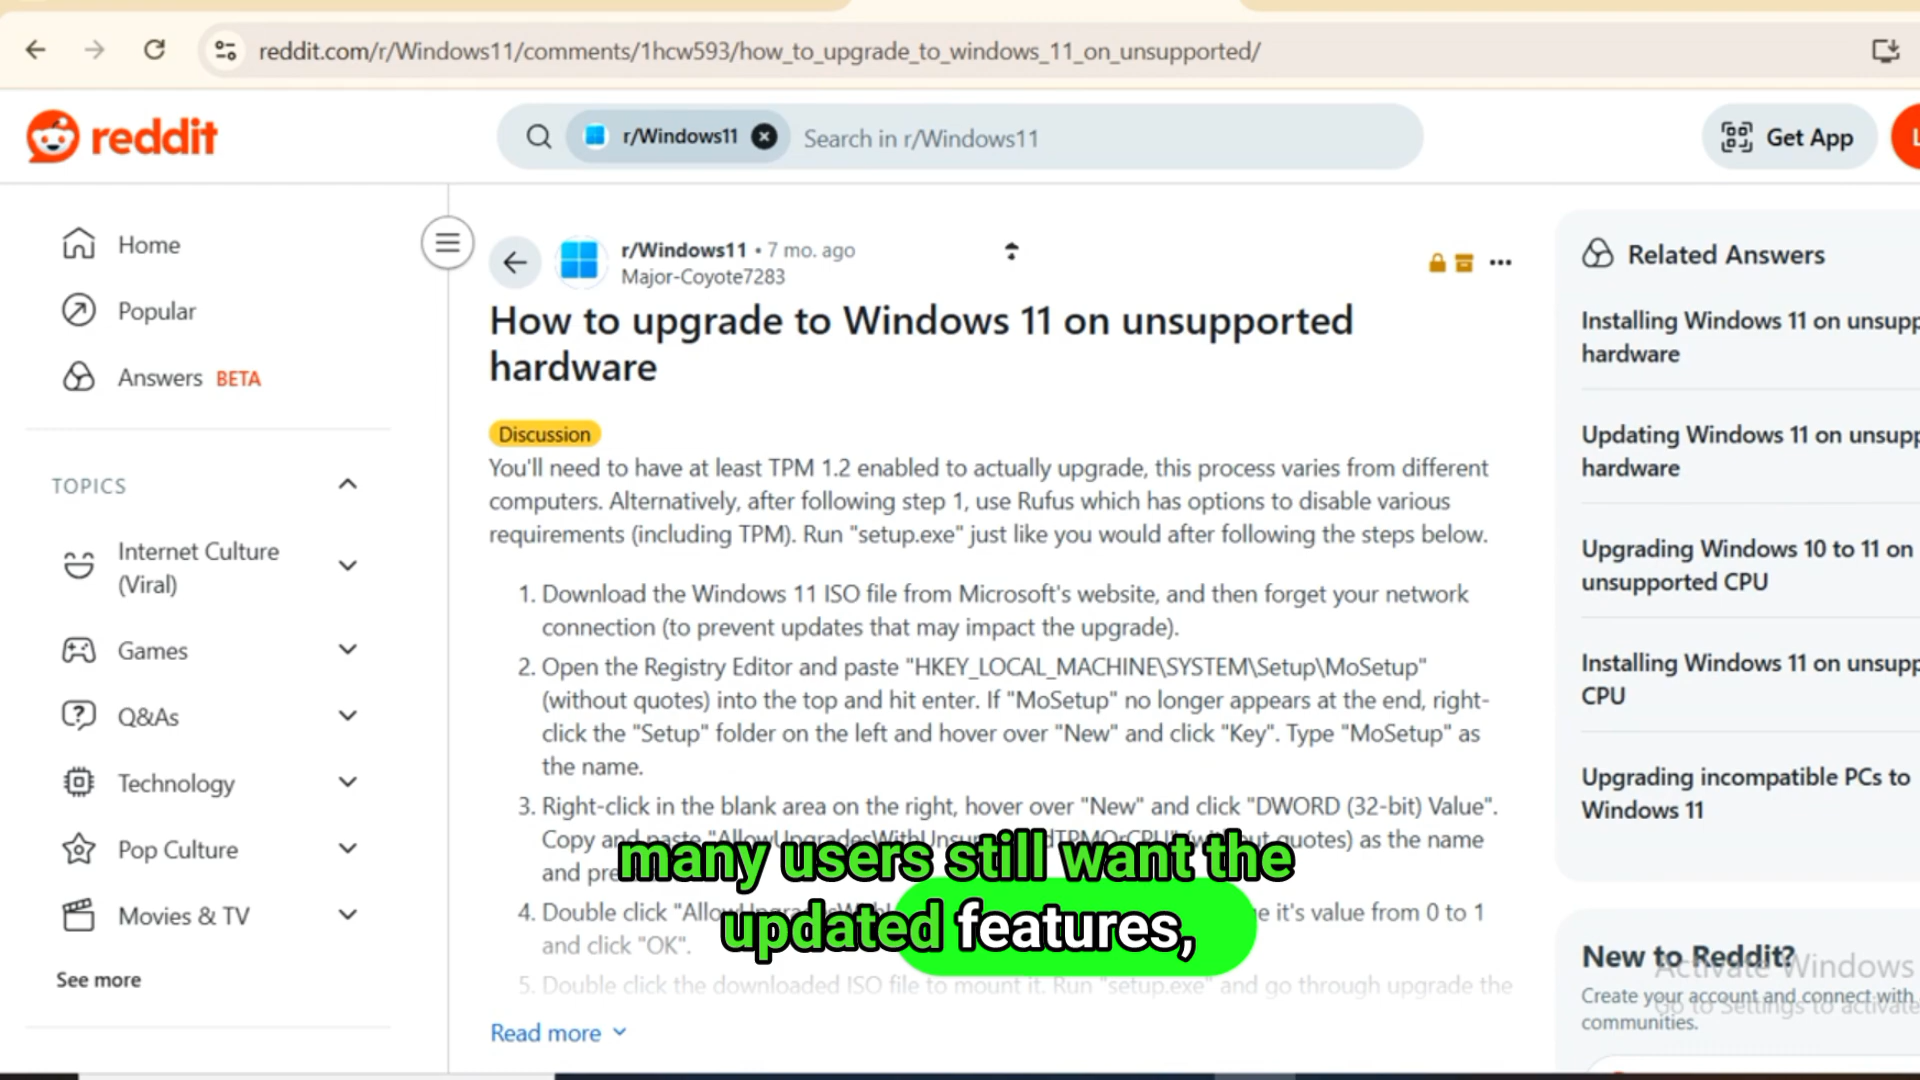 reddit.com/r/Windows11/comments/1hcw593/how_to_upgrade_to_windows_11_on_unsupported/
reddit
r/Windows11
Search in r/Windows11
Get App
Home
Popular
Answers BETA
TOPICS
Internet Culture
(Viral)
Games
Q&As
Technology
Pop Culture
Movies & TV
See more
r/Windows11 • 7 mo. ago
Major-Coyote7283
How to upgrade to Windows 11 on unsupported
hardware
Discussion
You'll need to have at least TPM 1.2 enabled to actually upgrade, this process varies from different
computers. Alternatively, after following step 1, use Rufus which has options to disable various
requirements (including TPM). Run "setup.exe" just like you would after following the steps below.
1. Download the Windows 11 ISO file from Microsoft's website, and then forget your network
connection (to prevent updates that may impact the upgrade).
2. Open the Registry Editor and paste "HKEY_LOCAL_MACHINE\SYSTEM\Setup\MoSetup"
(without quotes) into the top and hit enter. If "MoSetup" no longer appears at the end, right-
click the "Setup" folder on the left and hover over "New" and click "Key". Type "MoSetup" as
the name.
3. Right-click in the blank area on the right, hover over "New" and click "DWORD (32-bit) Value".
Copy and paste quotes) as the name
and
4. Double click it's value from 0 to 1
and click "OK".
5. Double click the downloaded ISO file to mount it. Run "setup.exe" and go through upgrade the
Read more
many users still want the
updated features,
Related Answers
Installing Windows 11 on unsupp
hardware
Updating Windows 11 on unsupp
hardware
Upgrading Windows 10 to 11 on
unsupported CPU
Installing Windows 11 on unsupp
CPU
Upgrading incompatible PCs to
Windows 11
New to Reddit?
Create your account and connect with
communities.
Activate Windows
Go to Settings to activate